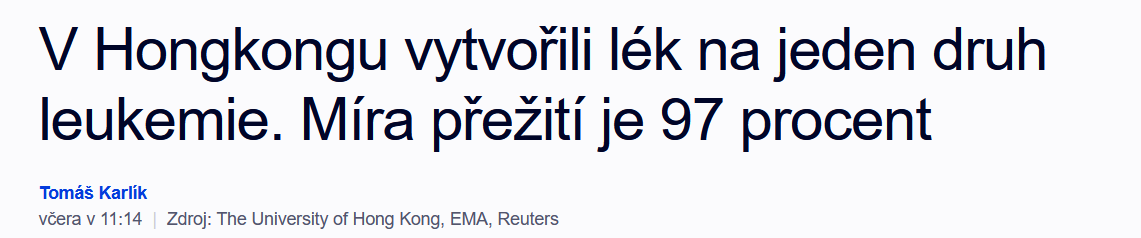 V Hongkongu vytvořili lék na jeden druh
leukemie. Míra přežití je 97 procent
Tomáš Karlík
včera v 11:14 | Zdroj: The University of Hong Kong, EMA, Reuters